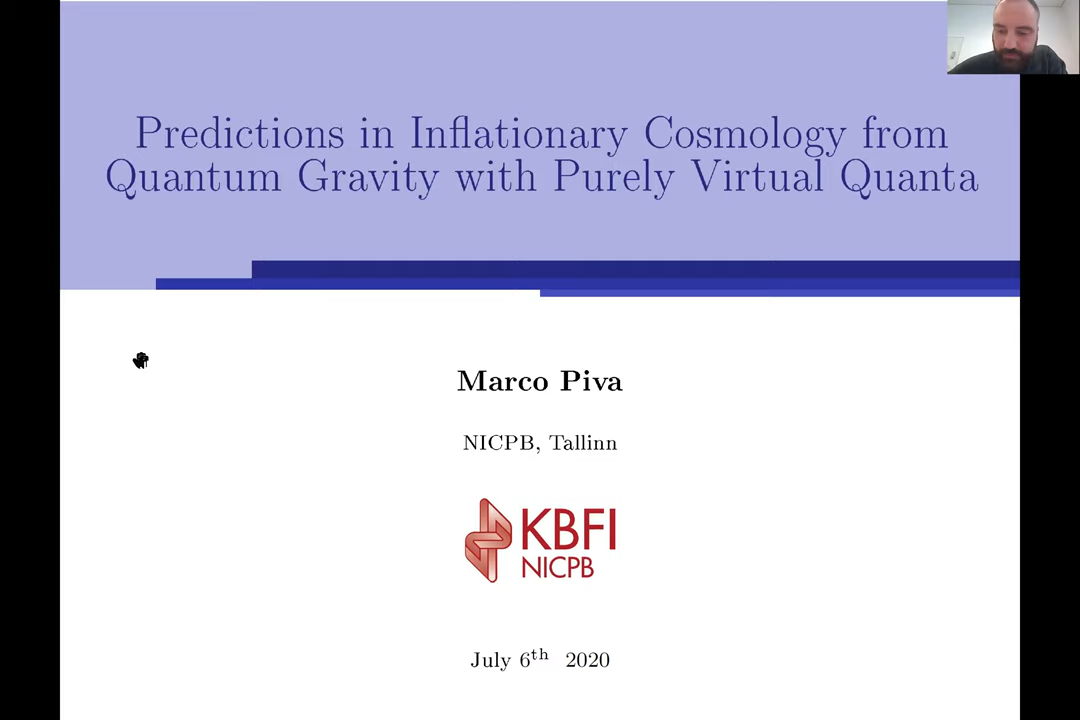 Predictions in Inflationary Cosmology from
Quantum Gravity with Purely Virtual Quanta
Marco Piva
NICPB, Tallinn
KBFI
NICPB
July 6th 2020